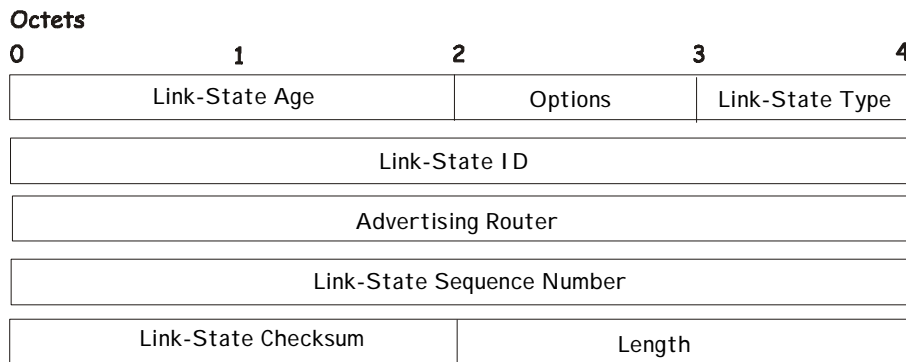 Octets
0 1 2 3 4
Link-State Age Options Link-State Type
Link-State ID
Advertising Router
Link-State Sequence Number
Link-State Checksum Length